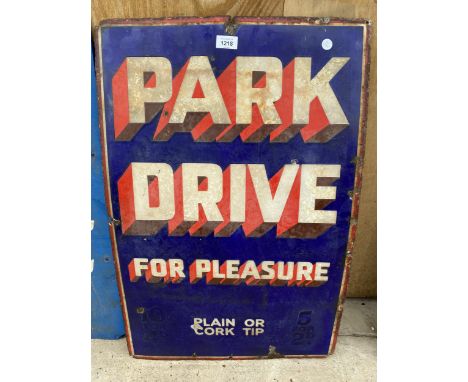 1218
PARK
DRIVE
FOR PLEASURE
PLAIN OR
CORK TIP